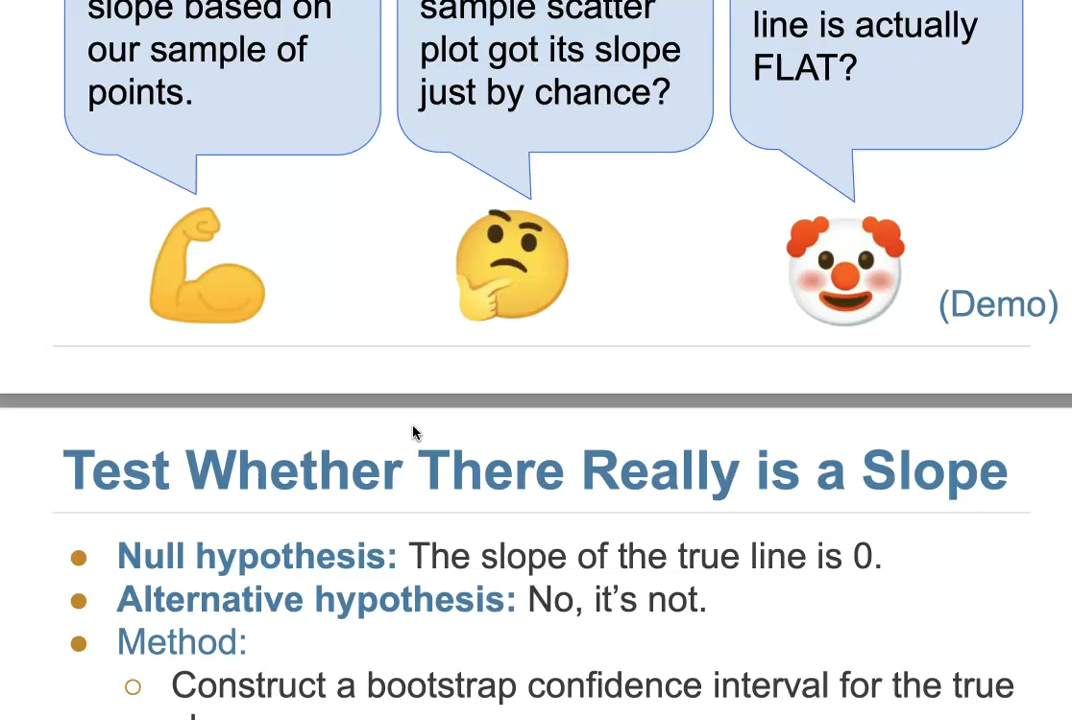 slope based on
our sample of
points.
sample scatter
plot got its slope
just by chance?
line is actually
FLAT?
(Demo)
Test Whether There Really is a Slope
Null hypothesis: The slope of the true line is 0.
Alternative hypothesis: No, it’s not.
Method:
Construct a bootstrap confidence interval for the true